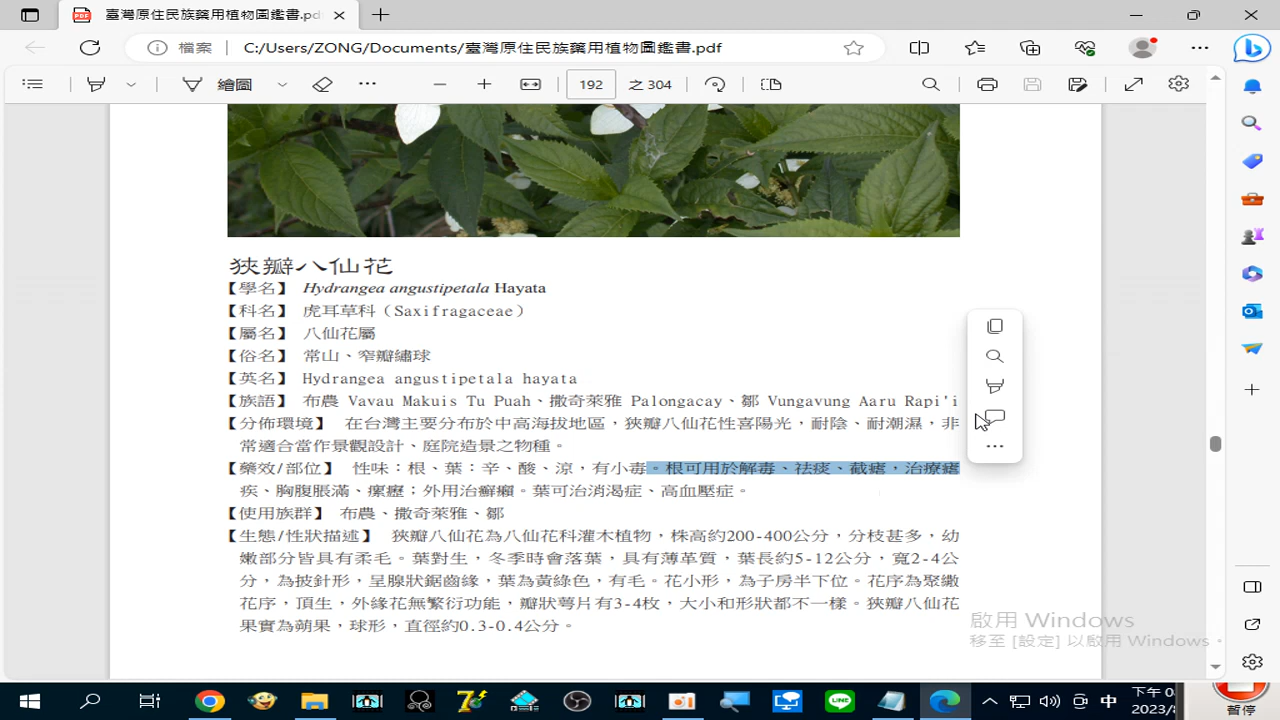 臺灣原住民族藥用植物圖鑑書.pd
檔案 C:/Users/ZONG/Documents/臺灣原住民族藥用植物圖鑑書.pdf
繪圖 192 之 304
狹瓣八仙花
【學名】 Hydrangea angustipetala Hayata
【科名】 虎耳草科（Saxifragaceae）
【屬名】 八仙花屬
【俗名】 常山、窄瓣繡球
【英名】 Hydrangea angustipetala hayata
【族語】 布農 Vavau Makuis Tu Puah、撒奇萊雅 Palongacay、鄒 Vungavung Aaru Rapi'i
【分佈環境】 在台灣主要分布於中高海拔地區，狹瓣八仙花性喜陽光，耐陰、耐潮濕，非
常適合當作景觀設計、庭院造景之物種。
【藥效/部位】 性味：根、葉：辛、酸、涼，有小毒。根可用於解毒、祛痰、截瘧，治療瘧
疾、胸腹脹滿、瘰癧；外用治癬癩。葉可治消渴症、高血壓症。
【使用族群】 布農、撒奇萊雅、鄒
【生態/性狀描述】 狹瓣八仙花為八仙花科灌木植物，株高約200-400公分，分枝甚多，幼
嫩部分皆具有柔毛。葉對生，冬季時會落葉，具有薄革質，葉長約5-12公分，寬2-4公
分，為披針形，呈腺狀鋸齒緣，葉為黃綠色，有毛。花小形，為子房半下位。花序為聚繖
花序，頂生，外緣花無繁衍功能，瓣狀萼片有3-4枚，大小和形狀都不一樣。狹瓣八仙花
果實為蒴果，球形，直徑約0.3-0.4公分。
啟用 Windows
移至 [設定] 以啟用 Windows。
中 下午 0
2023/8
暫停